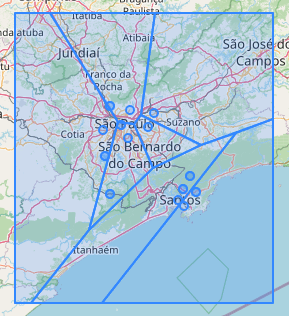 Itatiba
Bragança
Paulista
Atibaia
Jundiaí
São José do
Campos
Franco da
Rocha
Cotia
São Paulo
Suzano
São Bernardo
do Campo
Santos
Itanhaém